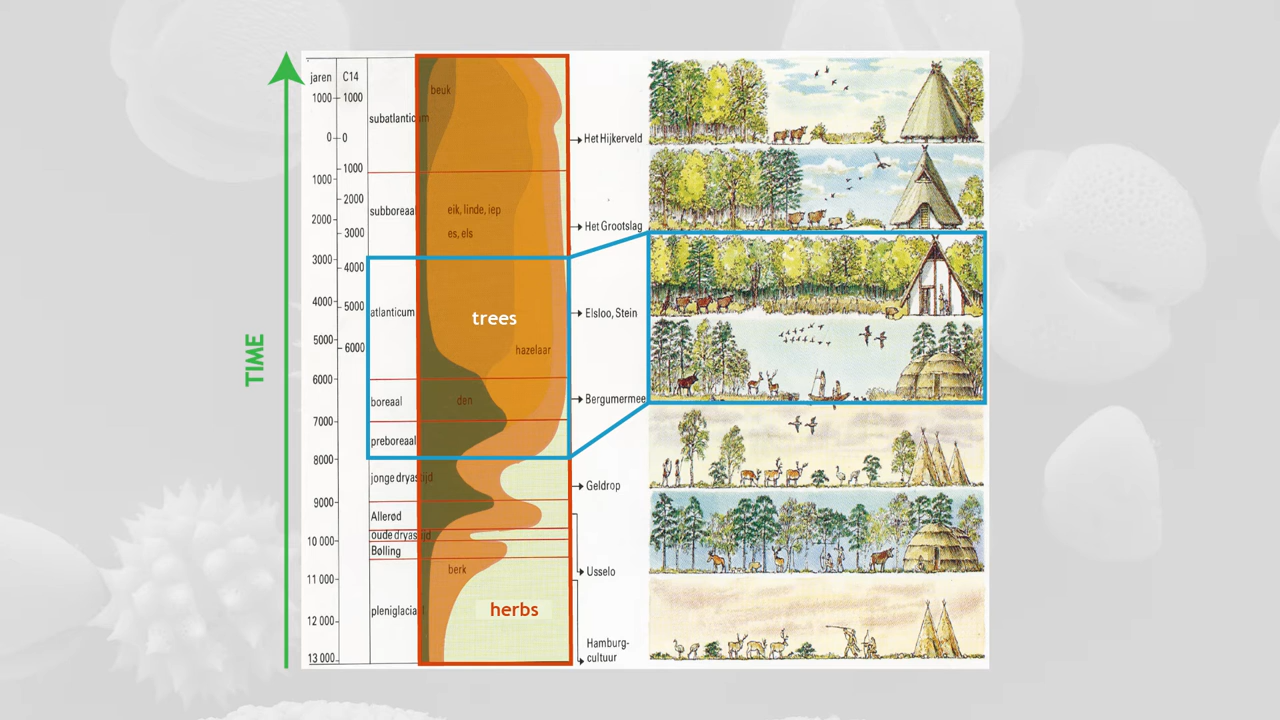 TIME
jaren C14
1000 1000
0 0
1000
1000
2000
2000
3000
3000
4000
4000
5000
5000
6000
6000
7000
8000
9000
10 000
11 000
12 000
13 000
subatlanticum
subboreaal
atlanticum
boreaal
preboreaal
jonge dryastijd
Allerød
oude dryastijd
Bølling
pleniglaciaal
beuk
eik, linde, iep
es, els
trees
hazelaar
den
berk
herbs
Het Hijkerveld
Het Grootslag
Elsloo, Stein
Bergumermeer
Geldrop
Usselo
Hamburg-
cultuur